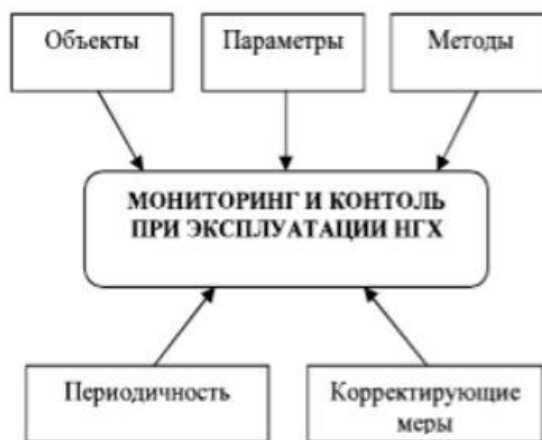 Объекты
Параметры
Методы
МОНИТОРИНГ И КОНТОЛЬ
ПРИ ЭКСПЛУАТАЦИИ НГХ
Периодичность
Корректирующие
меры